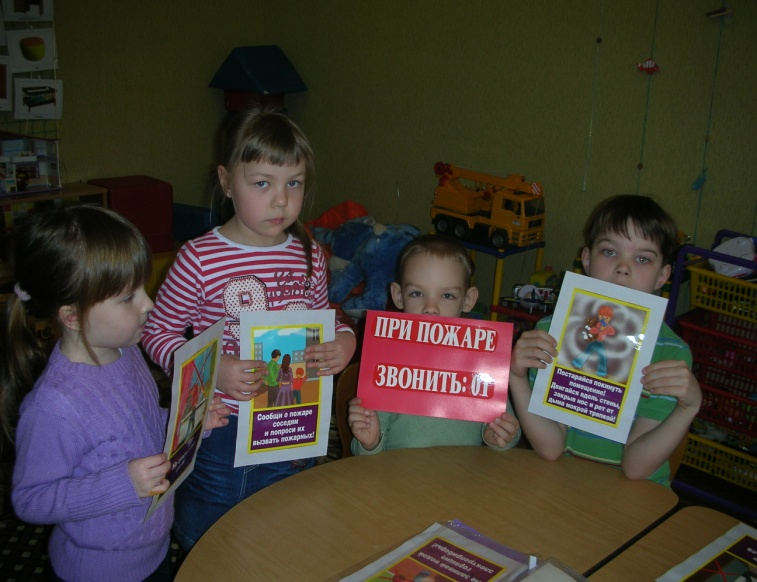 ПРИ ПОЖАРЕ
ЗВОНИТЬ: 01
Сообщи о пожаре
соседям
и попроси их
вызвать пожарных!
Постарайся покинуть
помещение!
Двигайся вдоль стены,
закрыв нос и рот от
дыма мокрой тряпкой!